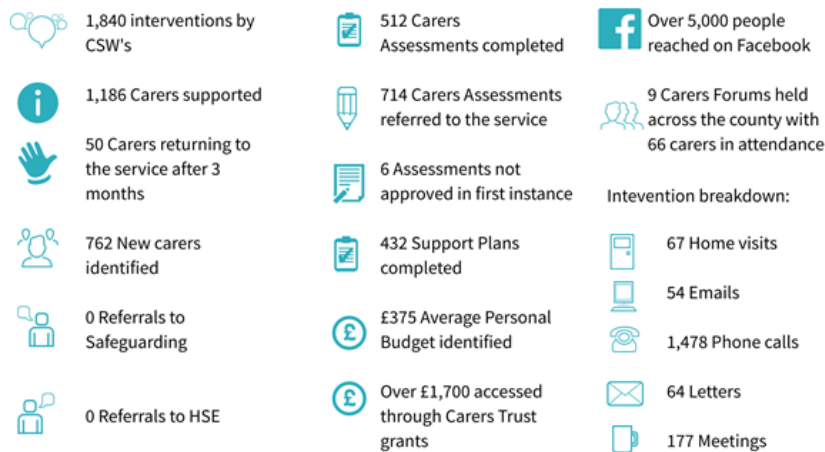 1,840 interventions by
CSW's
1,186 Carers supported
50 Carers returning to
the service after 3
months
762 New carers
identified
0 Referrals to
Safeguarding
0 Referrals to HSE
512 Carers
Assessments completed
714 Carers Assessments
referred to the service
6 Assessments not
approved in first instance
432 Support Plans
completed
£375 Average Personal
Budget identified
Over £1,700 accessed
through Carers Trust
grants
Over 5,000 people
reached on Facebook
9 Carers Forums held
across the county with
66 carers in attendance
Intevention breakdown:
67 Home visits
54 Emails
1,478 Phone calls
64 Letters
177 Meetings